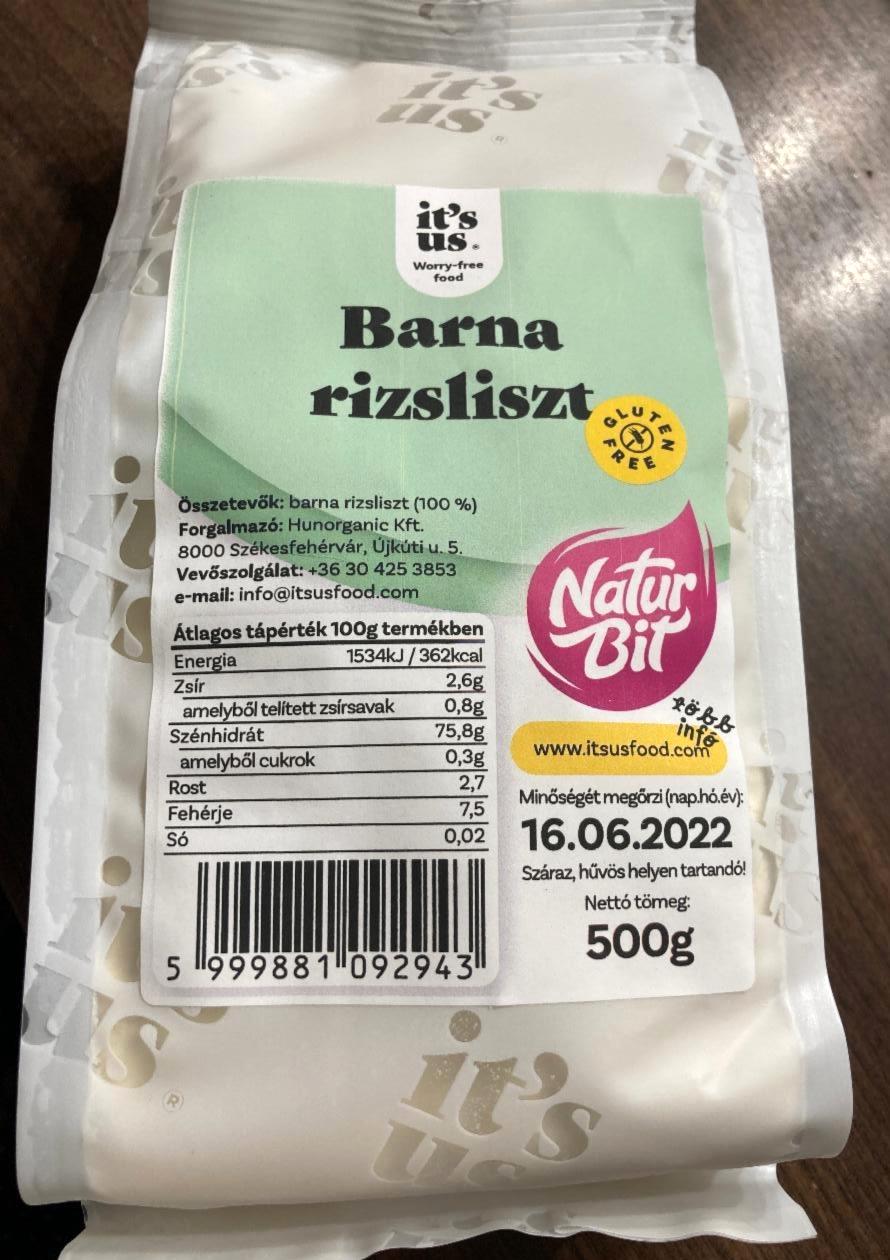 it's
us
®
it's
us®
Worry-free
food
Barna
rizsliszt
GLUTEN
FREE
Összetevők: barna rizsliszt (100 %)
Forgalmazó: Hunorganic Kft.
8000 Székesfehérvár, Újkúti u. 5.
Vevőszolgálat: +36 30 425 3853
e-mail: info@itsusfood.com
Natur
Bit
Átlagos tápérték 100g termékben
Energia 1534kJ / 362kcal
Zsír 2,6g
amelyből telített zsírsavak 0,8g
Szénhidrát 75,8g
amelyből cukrok 0,3g
Rost 2,7
Fehérje 7,5
Só 0,02
5 999881 092943
több
infó
www.itsusfood.com
Minőségét megőrzi (nap.hó.év):
16.06.2022
Száraz, hűvös helyen tartandó!
Nettó tömeg:
500g
it's
us
®
it's
us